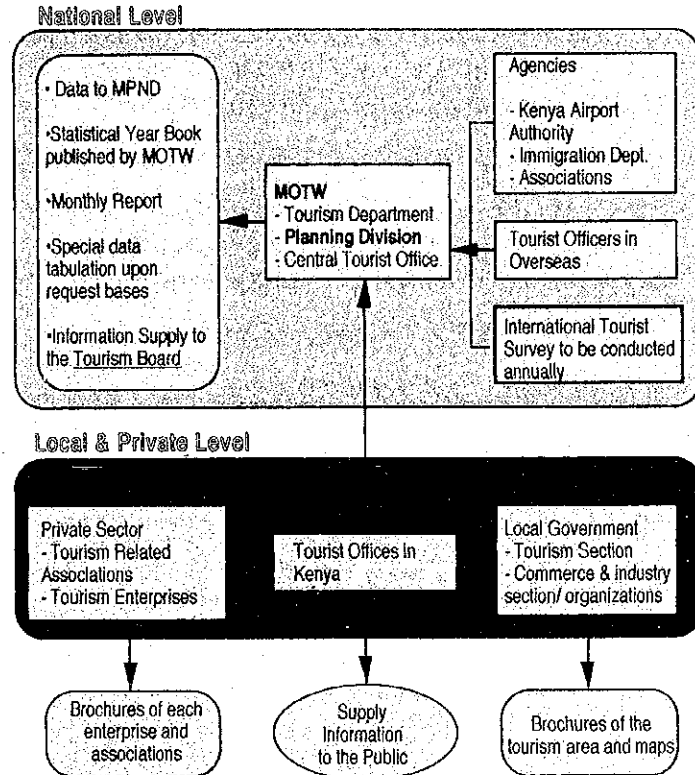 National Level
• Data to MPND
•Statistical Year Book
published by MOTW
•Monthly Report
•Special data
tabulation upon
request bases
•Information Supply to
the Tourism Board
MOTW
- Tourism Department
- Planning Division
- Central Tourist Office
Agencies
- Kenya Airport
Authority
- Immigration Dept.
- Associations
Tourist Officers in
Overseas
International Tourist
Survey to be conducted
annually
Local & Private Level
Private Sector
- Tourism Related
Associations
- Tourism Enterprises
Tourist Offices in
Kenya
Local Government
- Tourism Section
- Commerce & industry
section/ organizations
Brochures of each
enterprise and
associations
Supply
Information
to the Public
Brochures of the
tourism area and maps